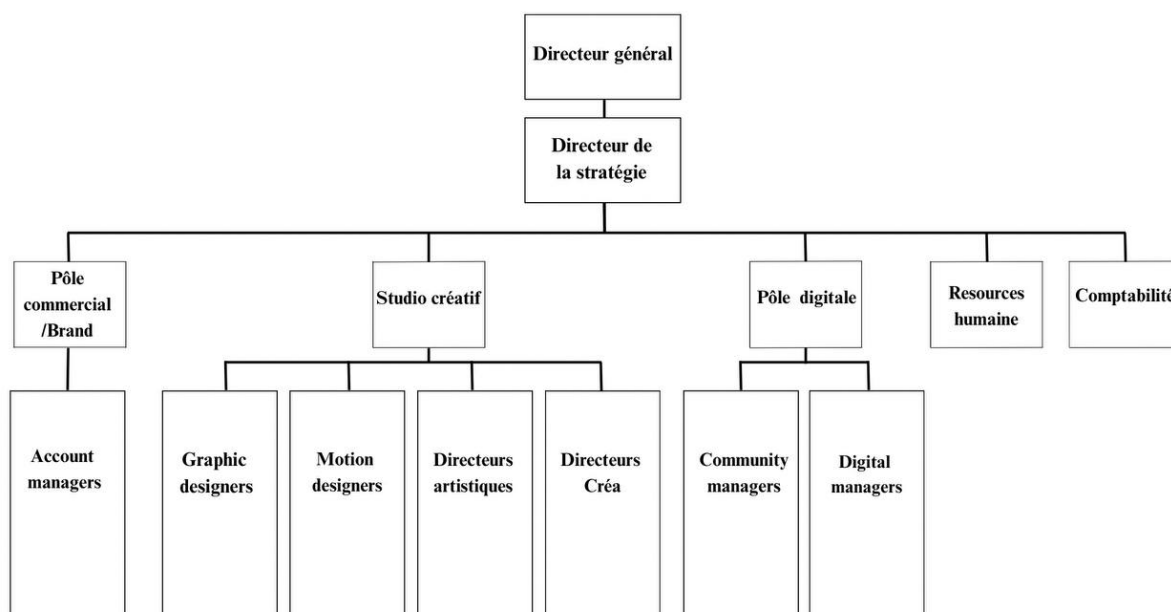 Directeur général
Directeur de
la stratégie
Pôle
commercial
/Brand
Studio créatif
Pôle digitale
Resources
humaine
Comptabilité
Account
managers
Graphic
designers
Motion
designers
Directeurs
artistiques
Directeurs
Créa
Community
managers
Digital
managers